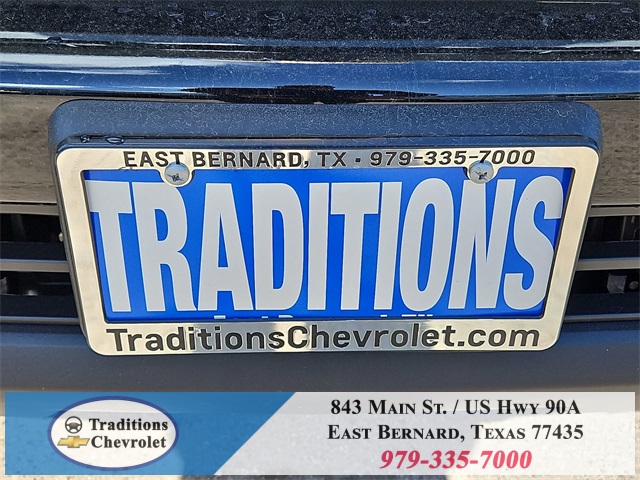 EAST BERNARD, TX • 979-335-7000
TRADITIONS
TraditionsChevrolet.com
Traditions
Chevrolet
843 MAIN ST. / US HWY 90A
EAST BERNARD, TEXAS 77435
979-335-7000